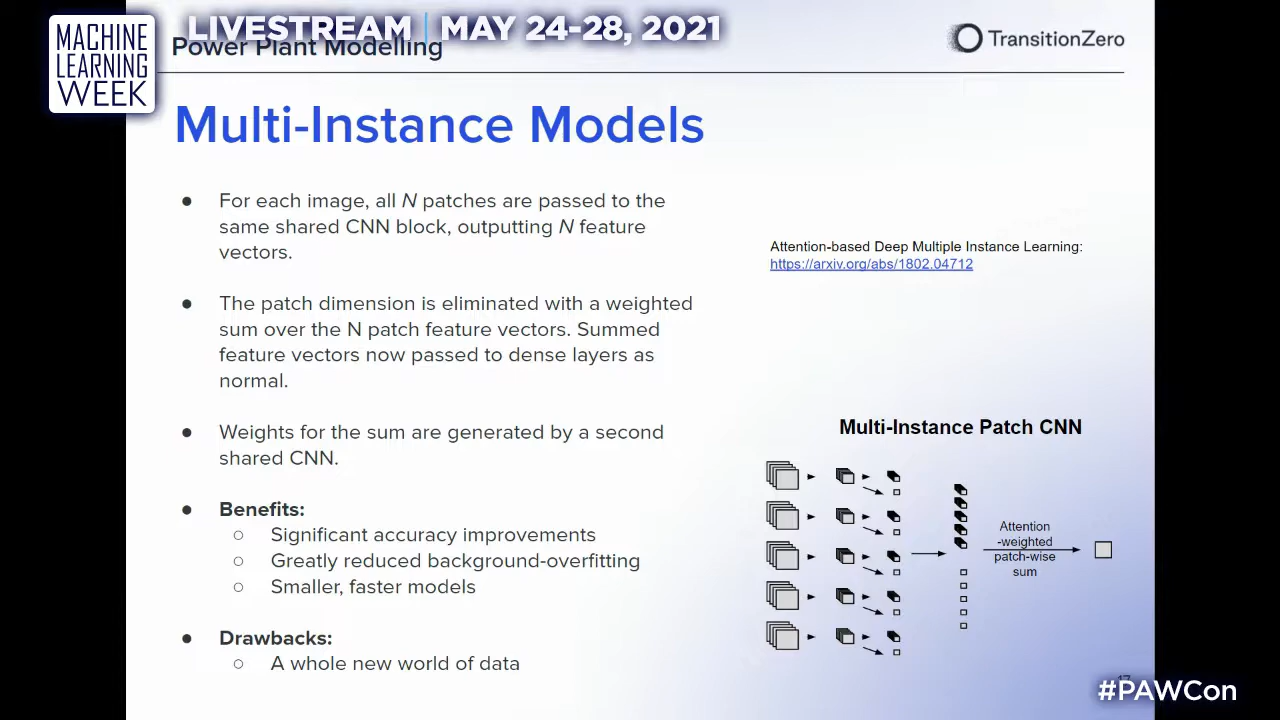 MACHINE
LEARNING
WEEK
LIVESTREAM | MAY 24-28, 2021
Power Plant Modelling
TransitionZero
Multi-Instance Models
● For each image, all N patches are passed to the
same shared CNN block, outputting N feature
vectors.
● The patch dimension is eliminated with a weighted
sum over the N patch feature vectors. Summed
feature vectors now passed to dense layers as
normal.
● Weights for the sum are generated by a second
shared CNN.
● Benefits:
○ Significant accuracy improvements
○ Greatly reduced background-overfitting
○ Smaller, faster models
● Drawbacks:
○ A whole new world of data
Attention-based Deep Multiple Instance Learning:
https://arxiv.org/abs/1802.04712
Multi-Instance Patch CNN
Attention
-weighted
patch-wise
sum
#PAWCon